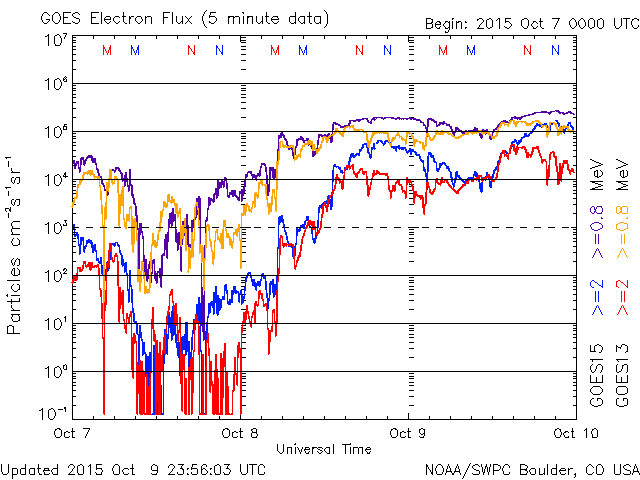 GOES Electron Flux (5 minute data)
Begin: 2015 Oct 7 0000 UTC
10⁷
M M N N M M N N M M N N
10⁶
10⁵
10⁴
10³
10²
10¹
10⁰
10⁻¹
Particles cm⁻²s⁻¹sr⁻¹
GOES15 >=2 >=0.8 MeV
GOES13 >=2 >=0.8 MeV
Oct 7 Oct 8 Oct 9 Oct 10
Universal Time
Updated 2015 Oct 9 23:56:03 UTC
NOAA/SWPC Boulder, CO USA